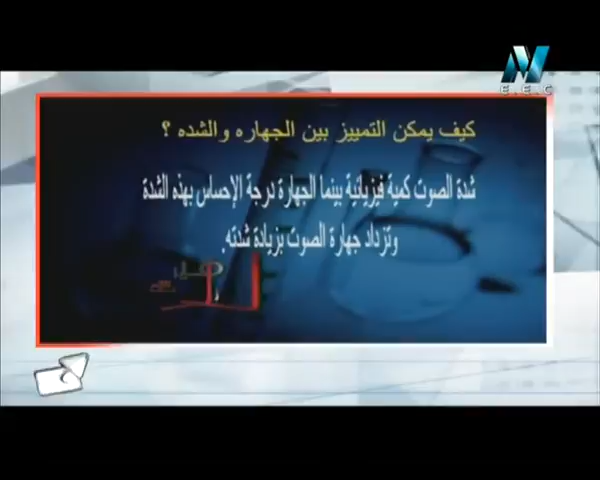 E.E.C
كيف يمكن التمييز بين الجهاره والشده ؟
شدة الصوت كمية فيزيائية بينما الجهارة درجة الإحساس بهذه الشدة
وتزداد جهارة الصوت بزيادة شدته.